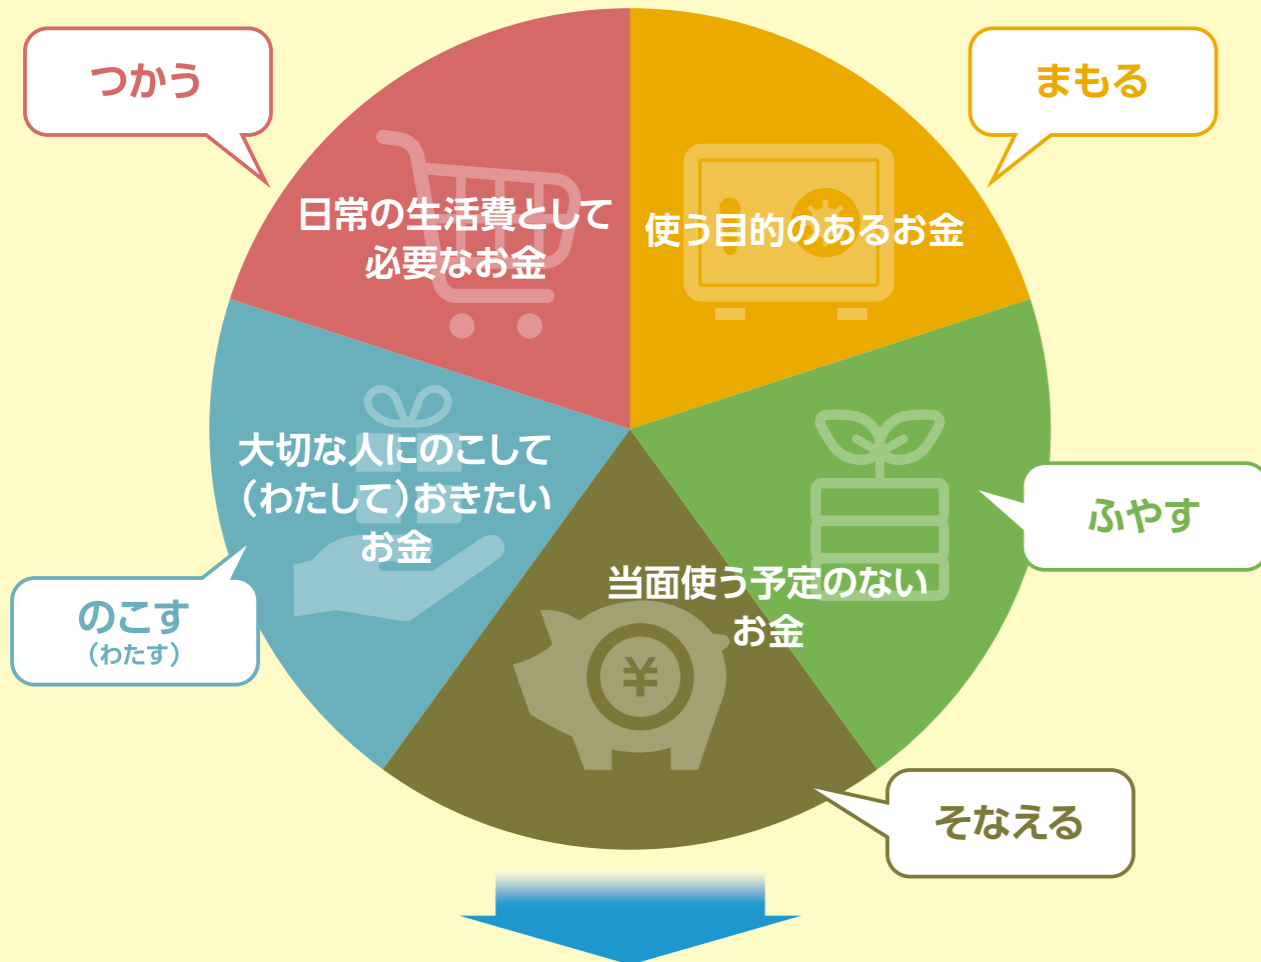 つかう
まもる
日常の生活費として
必要なお金
使う目的のあるお金
大切な人にのこして
（わたして）おきたい
お金
ふやす
当面使う予定のない
お金
のこす
（わたす）
¥
そなえる